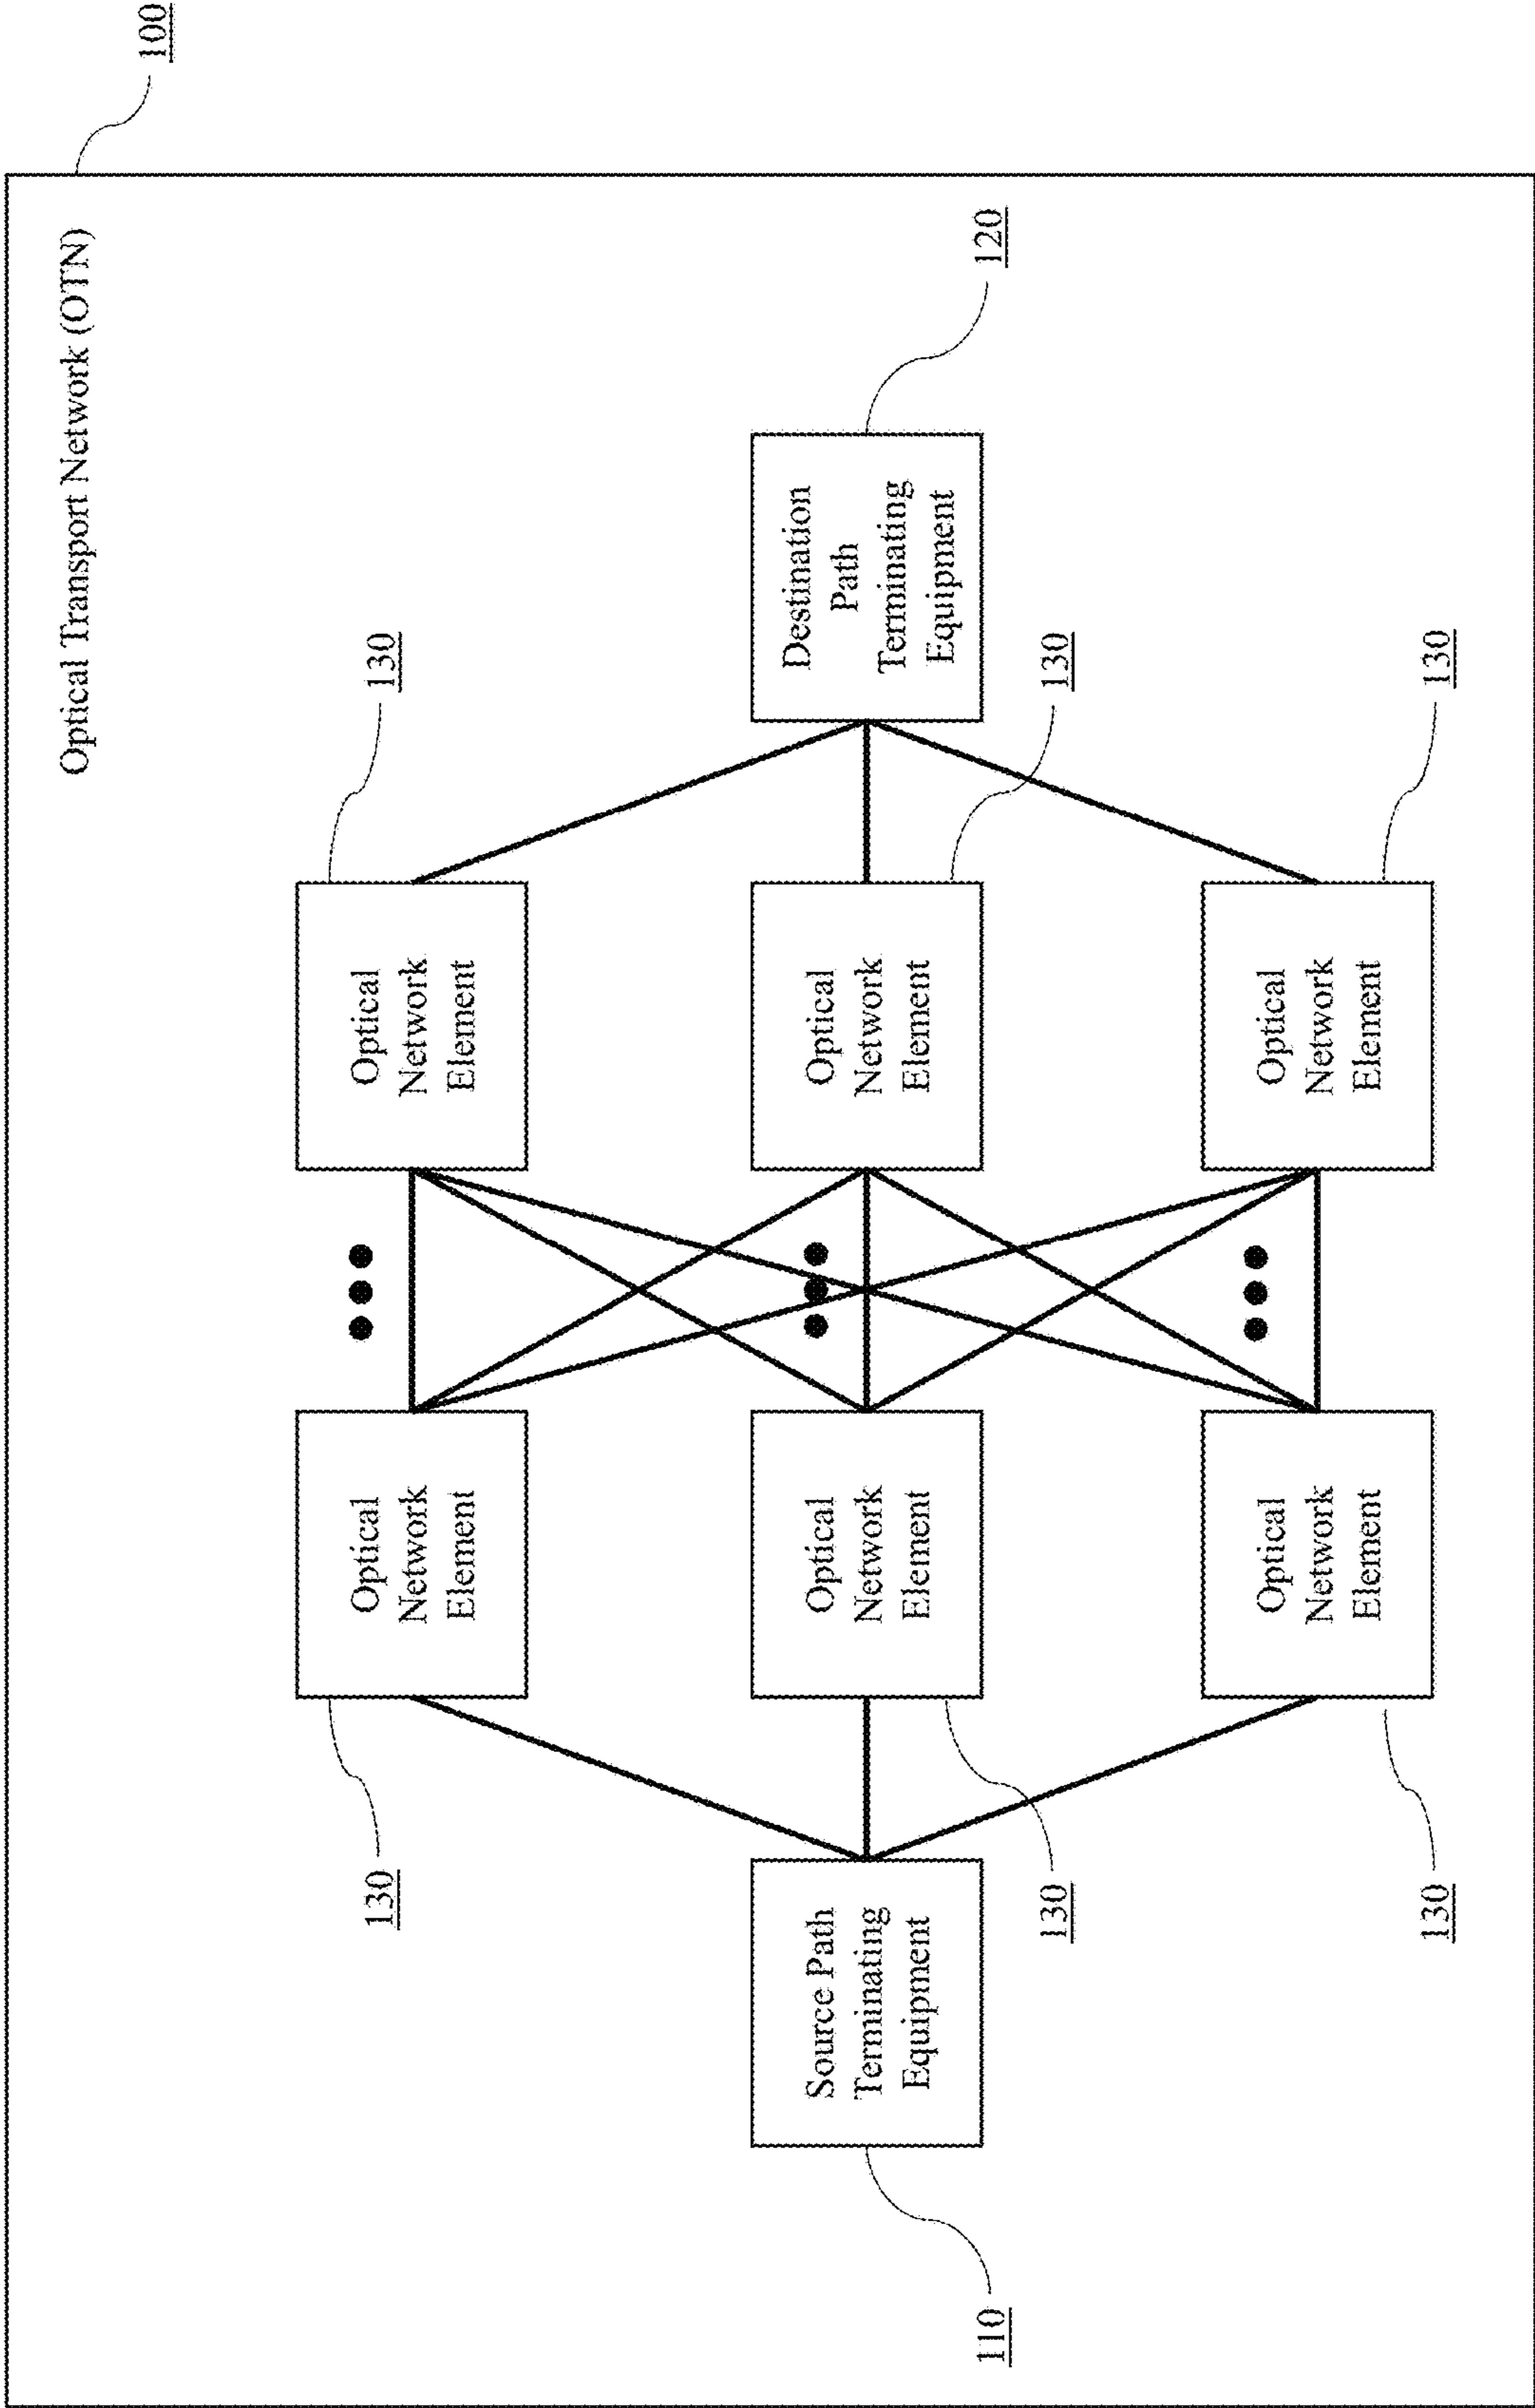 100
Optical Transport Network (OTN)
130
130
Optical
Network
Element
Optical
Network
Element
110
Source Path
Terminating
Equipment
130
Optical
Network
Element
Optical
Network
Element
130
Destination
Path
Terminating
Equipment
120
130
Optical
Network
Element
Optical
Network
Element
130